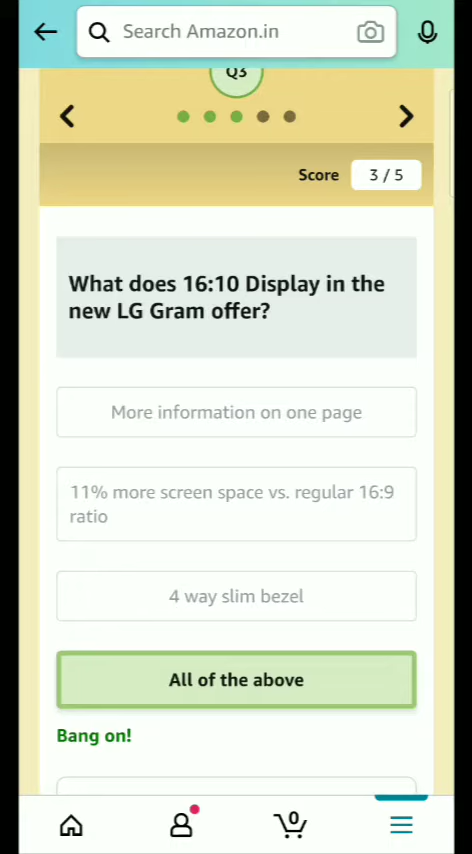 Search Amazon.in
Q3
Score 3 / 5
What does 16:10 Display in the
new LG Gram offer?
More information on one page
11% more screen space vs. regular 16:9
ratio
4 way slim bezel
All of the above
Bang on!
0